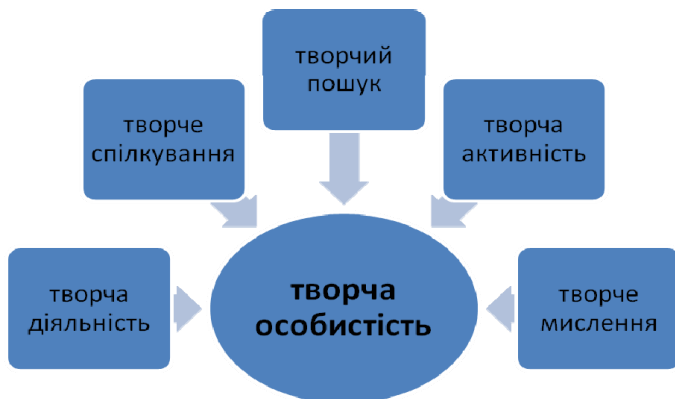 творчий
пошук
творче
спілкування
творча
активність
творча
діяльність
творча
особистість
творче
мислення